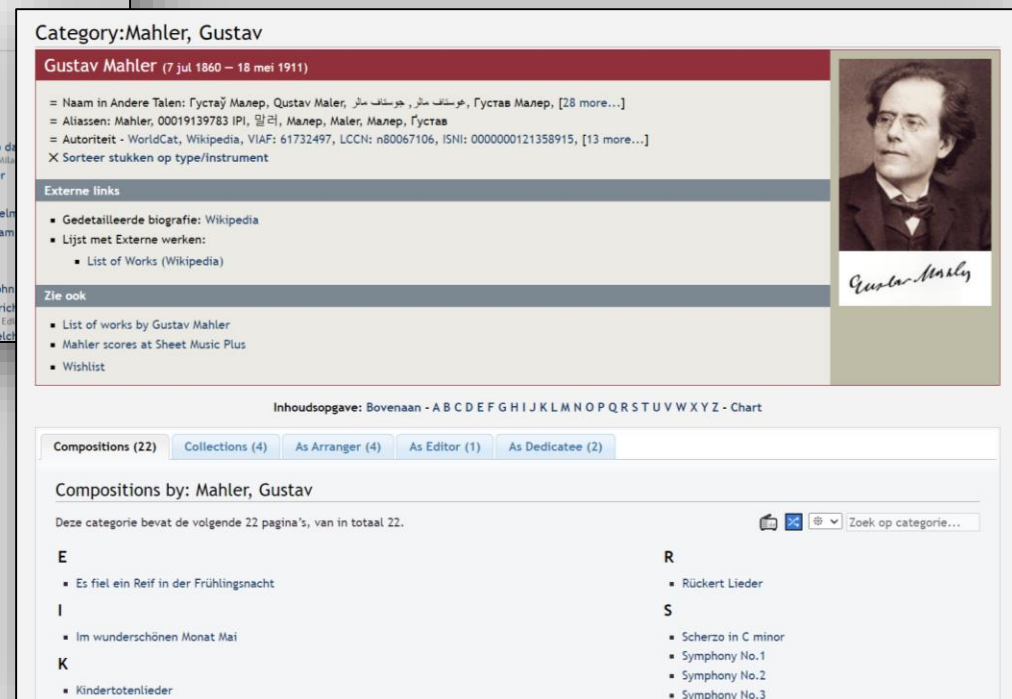 Category:Mahler, Gustav
Gustav Mahler (7 jul 1860 — 18 mei 1911)
= Naam in Andere Talen: Густаў Малер, Qustav Maler, غوستاف مالر, جوستاف مالر, Густав Малер, [28 more...]
= Aliassen: Mahler, 00019139783 IPI, 말러, Малер, Maler, Малер, Ґустав
= Autoriteit - WorldCat, Wikipedia, VIAF: 61732497, LCCN: n80067106, ISNI: 0000000121358915, [13 more...]
✕ Sorteer stukken op type/instrument
Externe links
▪ Gedetailleerde biografie: Wikipedia
▪ Lijst met Externe werken:
▪ List of Works (Wikipedia)
Zie ook
▪ List of works by Gustav Mahler
▪ Mahler scores at Sheet Music Plus
▪ Wishlist
Gustav Mahler
Inhoudsopgave: Bovenaan - A B C D E F G H I J K L M N O P Q R S T U V W X Y Z - Chart
Compositions (22) Collections (4) As Arranger (4) As Editor (1) As Dedicatee (2)
Compositions by: Mahler, Gustav
Deze categorie bevat de volgende 22 pagina's, van in totaal 22.
Zoek op categorie...
E
▪ Es fiel ein Reif in der Frühlingsnacht
I
▪ Im wunderschönen Monat Mai
K
▪ Kindertotenlieder
R
▪ Rückert Lieder
S
▪ Scherzo in C minor
▪ Symphony No.1
▪ Symphony No.2
▪ Symphony No.3